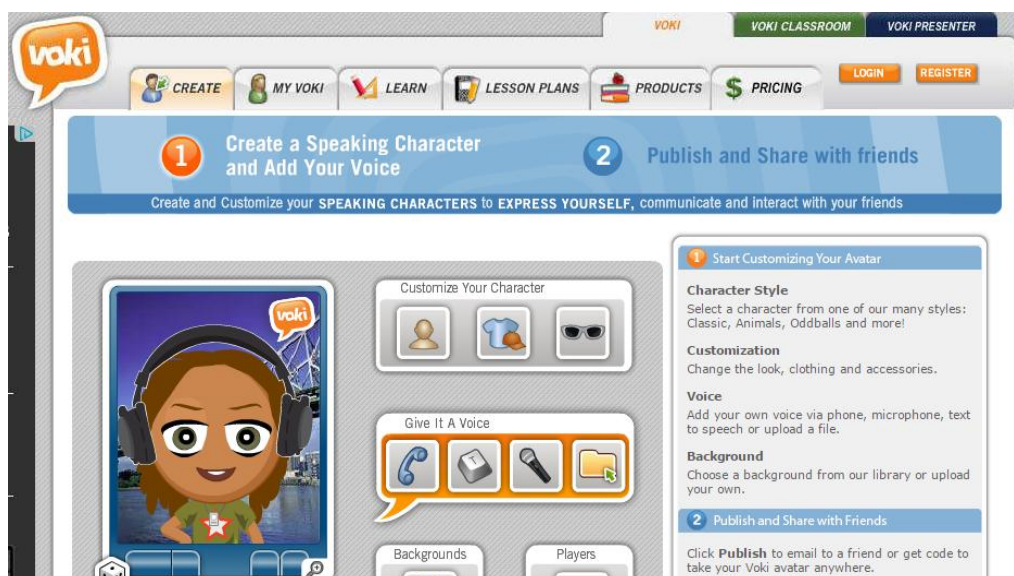 voki
VOKI
VOKI CLASSROOM
VOKI PRESENTER
CREATE
MY VOKI
LEARN
LESSON PLANS
PRODUCTS
$ PRICING
LOGIN
REGISTER
1
Create a Speaking Character
and Add Your Voice
2
Publish and Share with friends
Create and Customize your SPEAKING CHARACTERS to EXPRESS YOURSELF, communicate and interact with your friends
voki
Customize Your Character
Give It A Voice
Backgrounds
Players
1 Start Customizing Your Avatar
Character Style
Select a character from one of our many styles:
Classic, Animals, Oddballs and more!
Customization
Change the look, clothing and accessories.
Voice
Add your own voice via phone, microphone, text
to speech or upload a file.
Background
Choose a background from our library or upload
your own.
2 Publish and Share with Friends
Click Publish to email to a friend or get code to
take your Voki avatar anywhere.